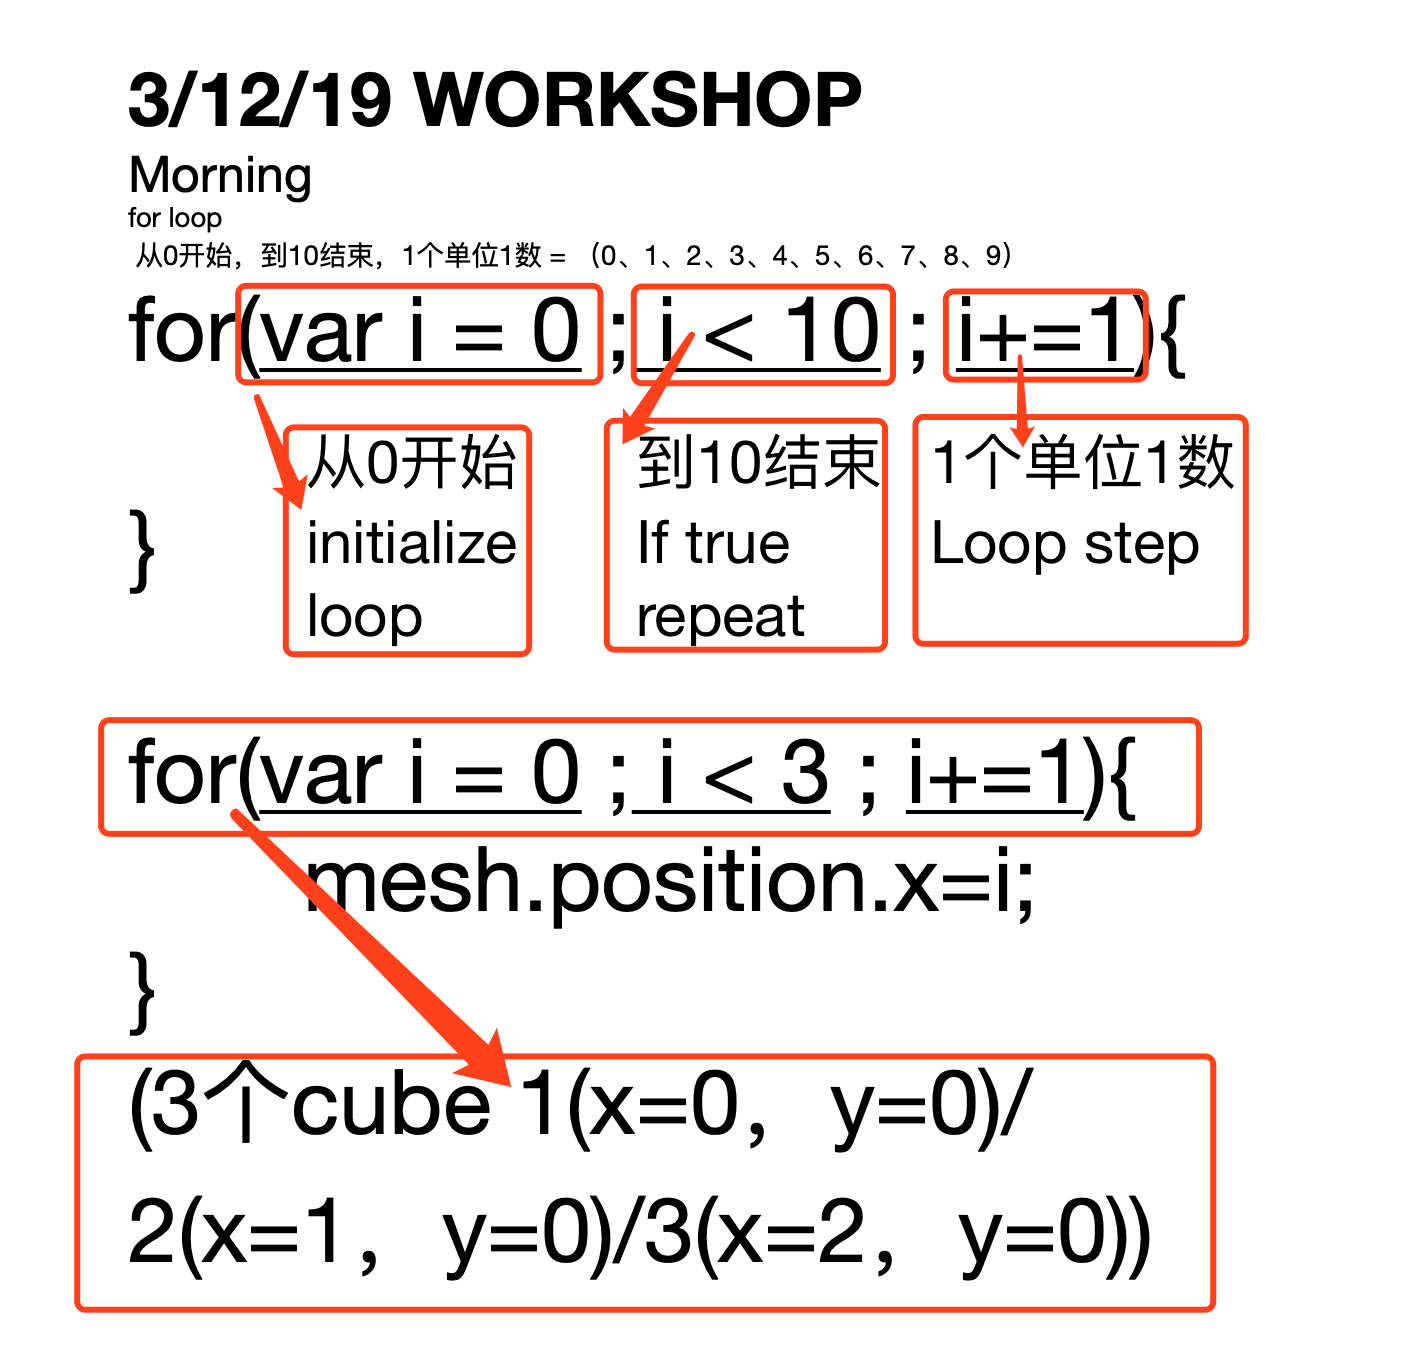 3/12/19 WORKSHOP
Morning
for loop
从0开始，到10结束，1个单位1数 = （0、1、2、3、4、5、6、7、8、9）
for(var i = 0 ; i < 10 ; i+=1){
从0开始
initialize
loop
到10结束
If true
repeat
1个单位1数
Loop step
}
for(var i = 0 ; i < 3 ; i+=1){
mesh.position.x=i;
}
(3个cube 1(x=0，y=0)/
2(x=1，y=0)/3(x=2，y=0))